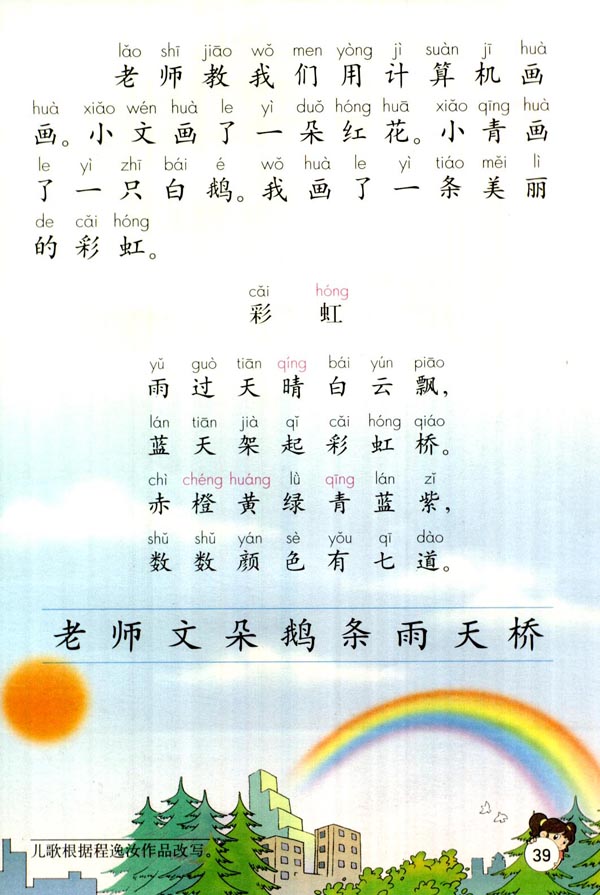 lǎo shī jiāo wǒ men yòng jì suàn jī huà
老师教我们用计算机画
huà xiǎo wén huà le yì duǒ hóng huā xiǎo qīng huà
画。小文画了一朵红花。小青画
le yì zhī bái é wǒ huà le yì tiáo měi lì
了一只白鹅。我画了一条美丽
de cǎi hóng
的彩虹。
cǎi hóng
彩虹
yǔ guò tiān qíng bái yún piāo
雨过天晴白云飘，
lán tiān jià qǐ cǎi hóng qiáo
蓝天架起彩虹桥。
chì chéng huáng lǜ qīng lán zǐ
赤橙黄绿青蓝紫，
shǔ shǔ yán sè yǒu qī dào
数数颜色有七道。
老师文朵鹅条雨天桥
儿歌根据程逸汝作品改写。
39